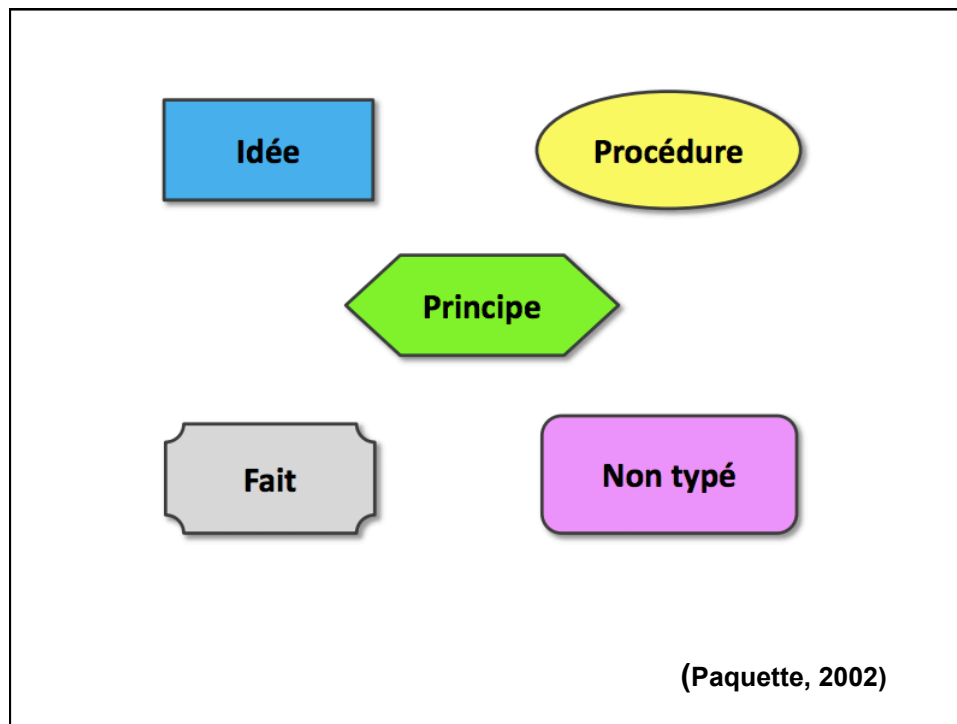 Idée
Procédure
Principe
Fait
Non typé
(Paquette, 2002)